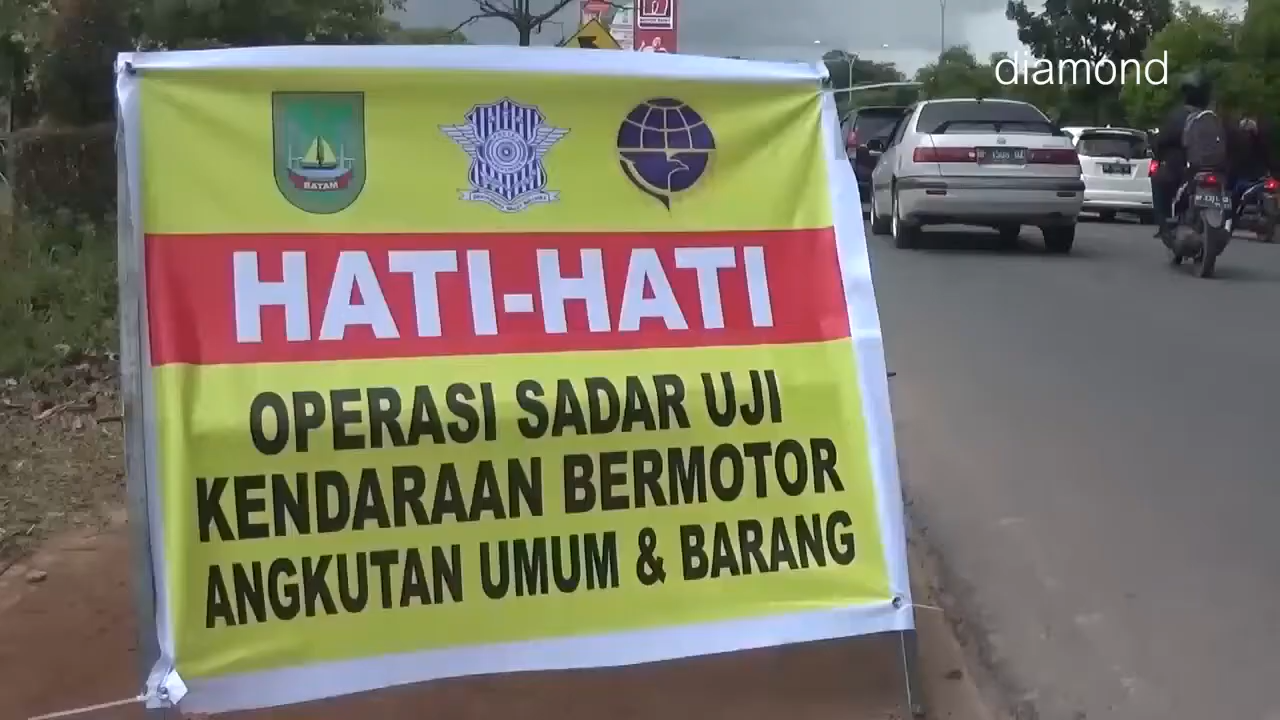 diamond
BATAM
HATI-HATI
OPERASI SADAR UJI
KENDARAAN BERMOTOR
ANGKUTAN UMUM & BARANG